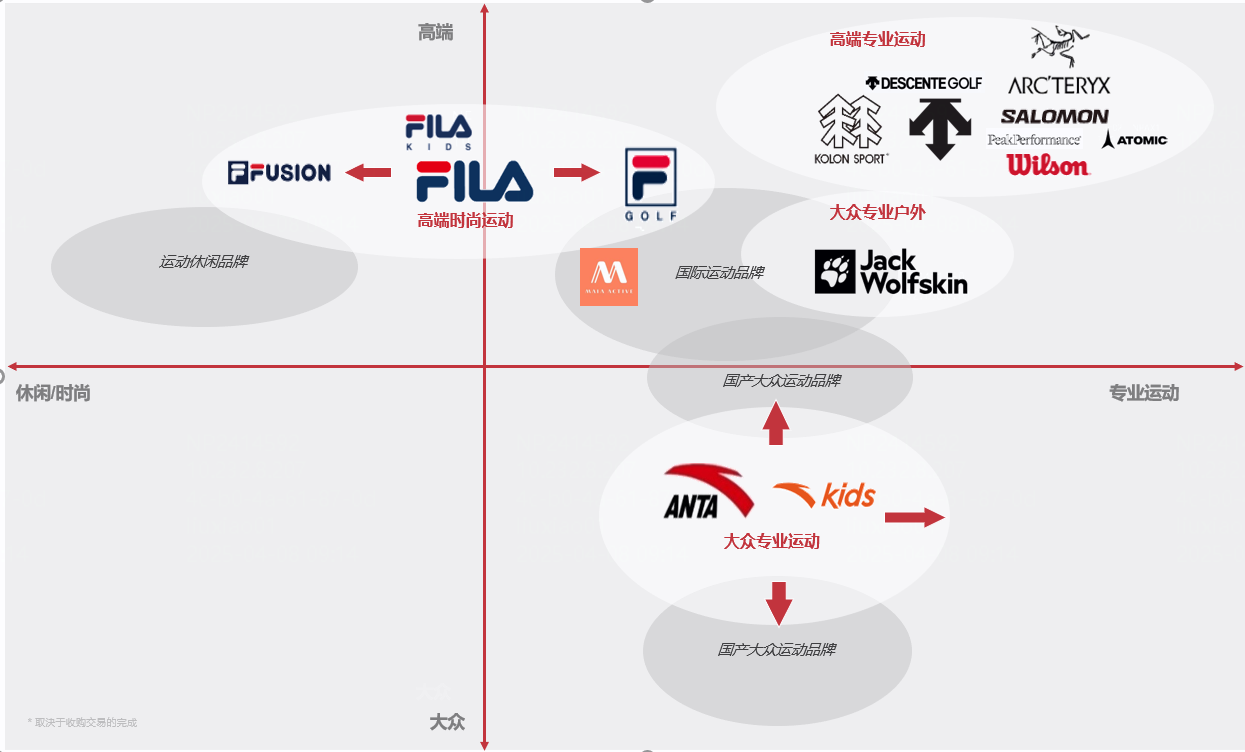 高端
高端专业运动
ARC'TERYX
DESCENTE GOLF
KOLON SPORT
SALOMON
PeakPerformance
ATOMIC
Wilson
FILA
KIDS
FUSION
FILA
高端时尚运动
F
GOLF
大众专业户外
运动休闲品牌
MAIA ACTIVE
国际运动品牌
Jack
Wolfskin
休闲/时尚
国产大众运动品牌
专业运动
ANTA
kids
大众专业运动
国产大众运动品牌
大众
* 取决于收购交易的完成